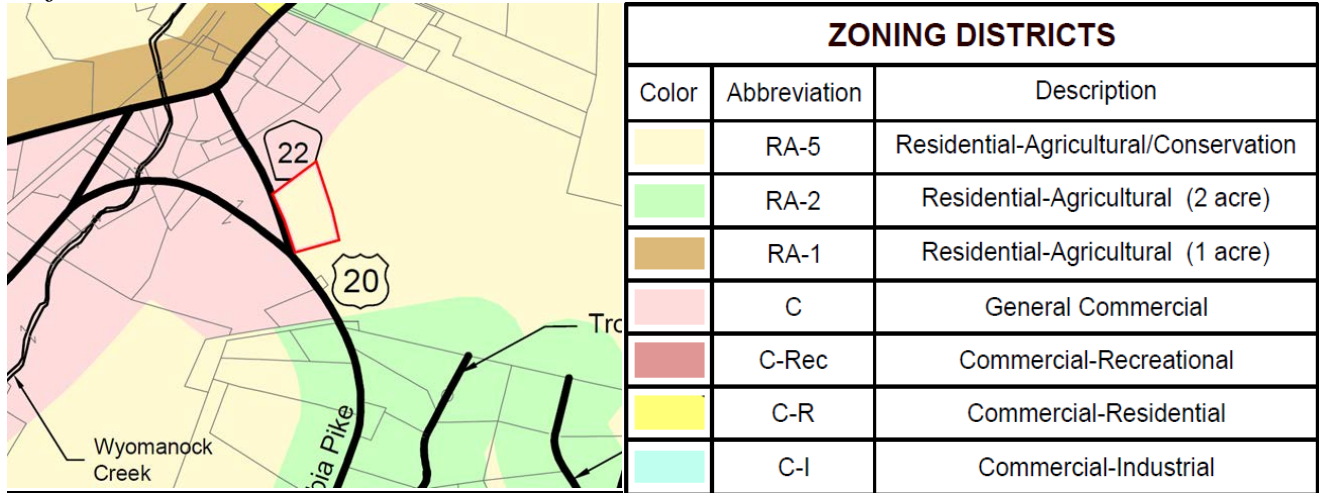 22
20
Wyomanock
Creek
bia Pike
Tro
ZONING DISTRICTS
Color Abbreviation Description
RA-5 Residential-Agricultural/Conservation
RA-2 Residential-Agricultural (2 acre)
RA-1 Residential-Agricultural (1 acre)
C General Commercial
C-Rec Commercial-Recreational
C-R Commercial-Residential
C-I Commercial-Industrial